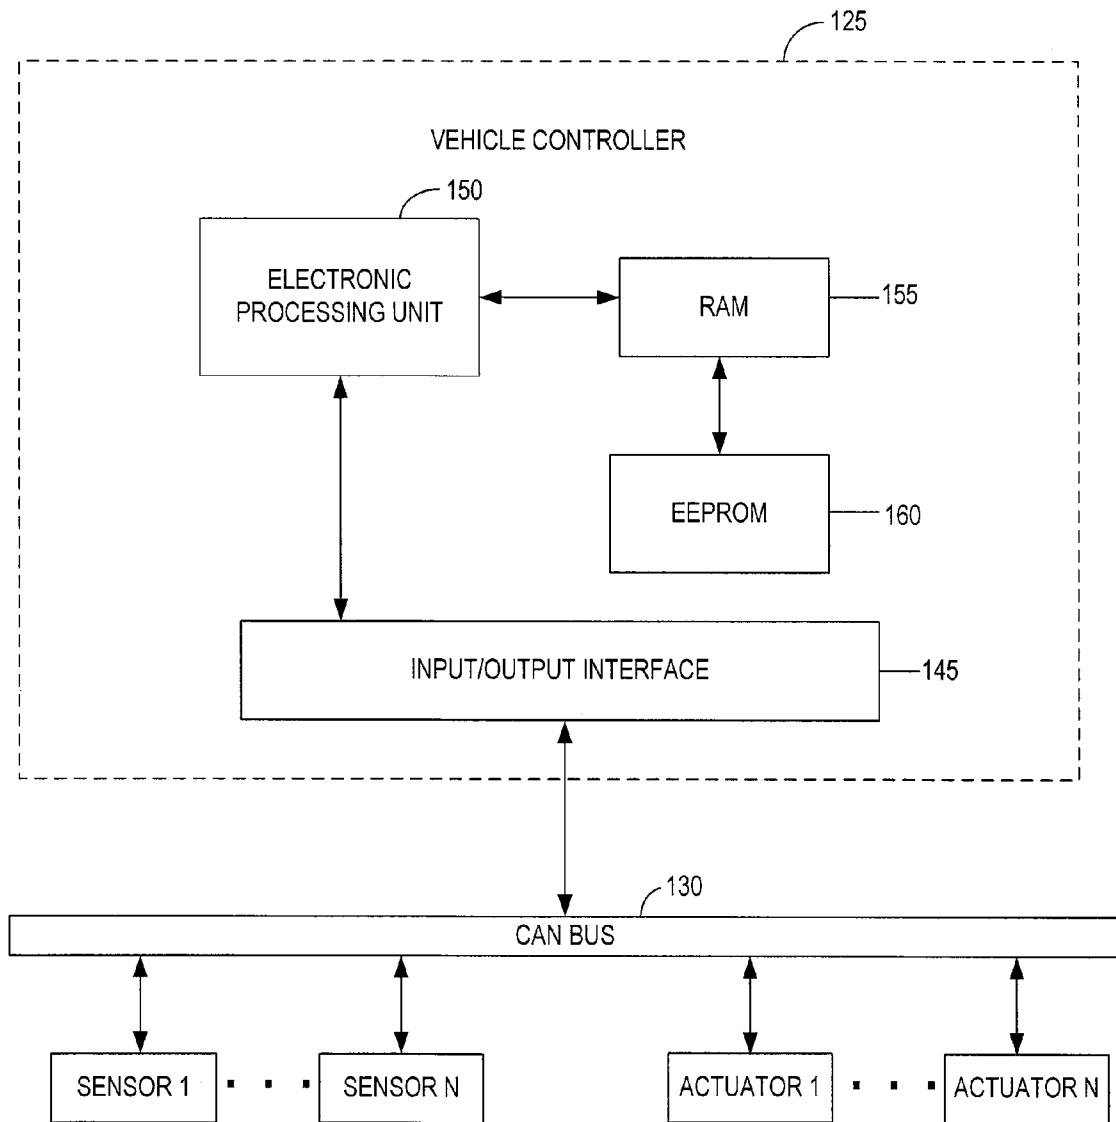 125
VEHICLE CONTROLLER
150
ELECTRONIC
PROCESSING UNIT
RAM
155
EEPROM
160
INPUT/OUTPUT INTERFACE
145
130
CAN BUS
SENSOR 1
SENSOR N
ACTUATOR 1
ACTUATOR N